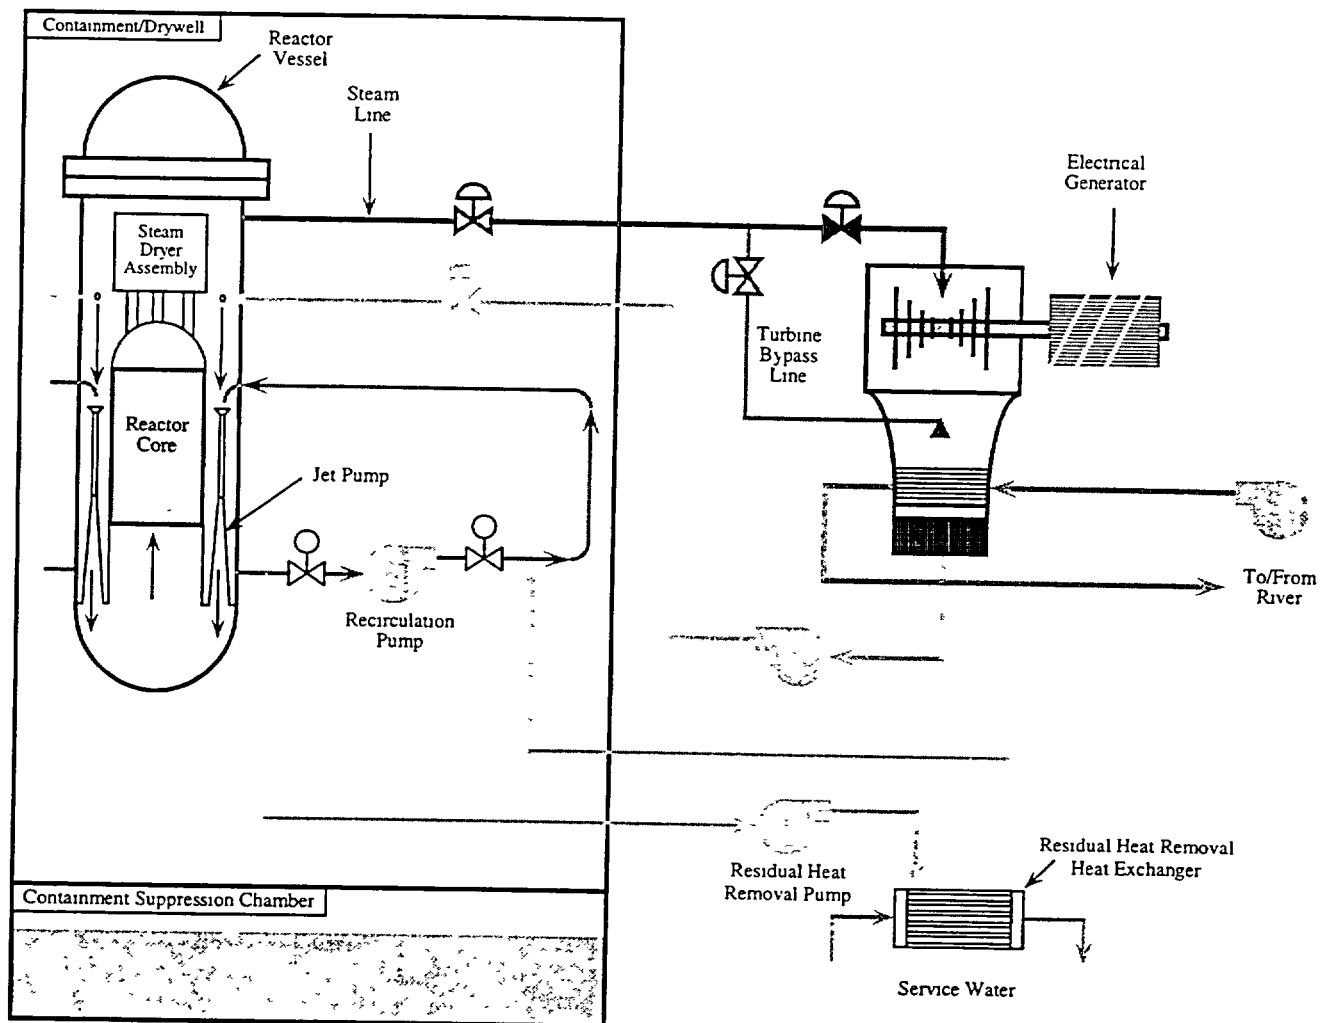 Containment/Drywell
Reactor
Vessel
Steam
Line
Electrical
Generator
Steam
Dryer
Assembly
Turbine
Bypass
Line
Reactor
Core
Jet Pump
To/From
River
Recirculation
Pump
Residual Heat Removal
Heat Exchanger
Residual Heat
Removal Pump
Containment Suppression Chamber
Service Water